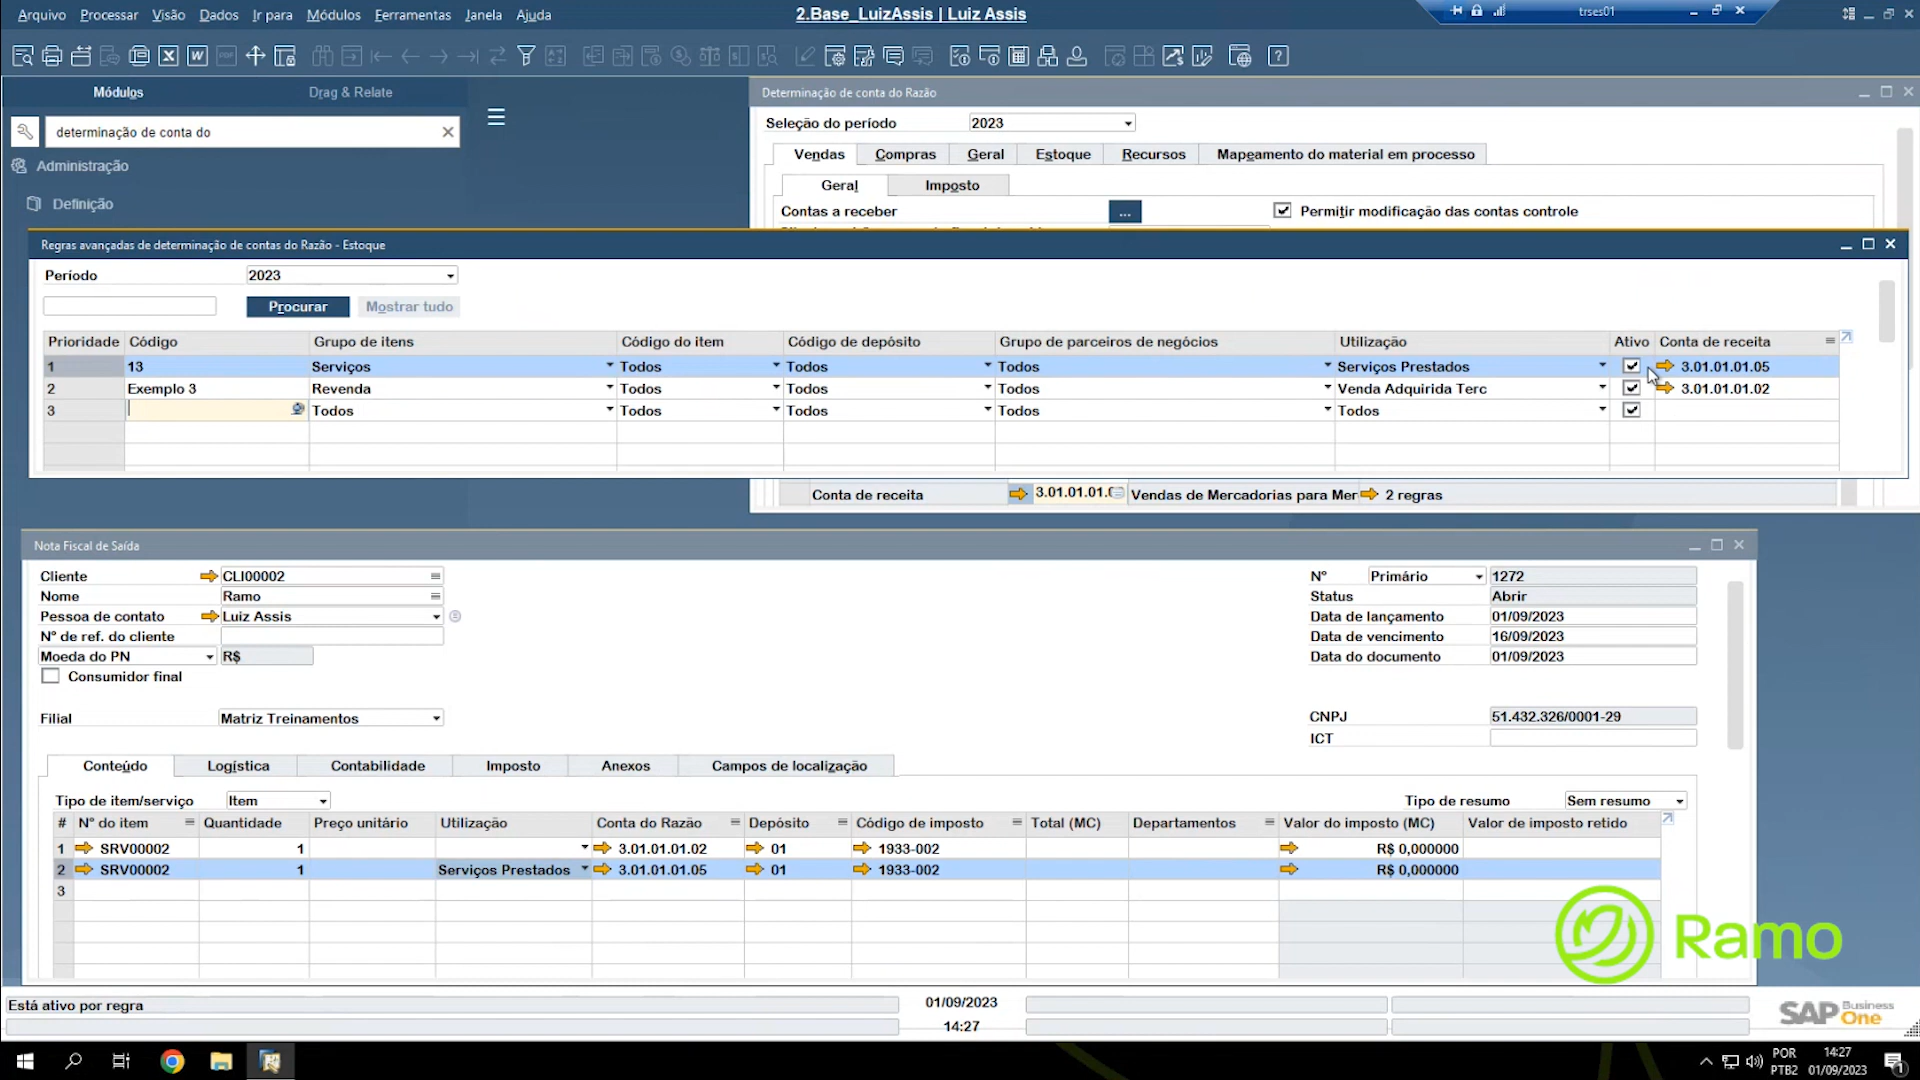 Arquivo Processar Visão Dados Ir para Módulos Ferramentas Janela Ajuda
2.Base_LuizAssis | Luiz Assis
trses01
Módulos Drag & Relate
determinação de conta do
Administração
Definição
Determinação de conta do Razão
Seleção do período 2023
Vendas Compras Geral Estoque Recursos Mapeamento do material em processo
Geral Imposto
Contas a receber ... Permitir modificação das contas controle
Regras avançadas de determinação de contas do Razão - Estoque
Período 2023
Procurar Mostrar tudo
Prioridade Código Grupo de itens Código do item Código de depósito Grupo de parceiros de negócios Utilização Ativo Conta de receita
1 13 Serviços Todos Todos Todos Serviços Prestados 3.01.01.01.05
2 Exemplo 3 Revenda Todos Todos Todos Venda Adquirida Terc 3.01.01.01.02
3 Todos Todos Todos Todos Todos
Conta de receita 3.01.01.01.0 Vendas de Mercadorias para Mer 2 regras
Nota Fiscal de Saída
Cliente CLI00002
Nome Ramo
Pessoa de contato Luiz Assis
Nº de ref. do cliente
Moeda do PN R$
Consumidor final
Filial Matriz Treinamentos
Nº Primário 1272
Status Abrir
Data de lançamento 01/09/2023
Data de vencimento 16/09/2023
Data do documento 01/09/2023
CNPJ 51.432.326/0001-29
ICT
Conteúdo Logística Contabilidade Imposto Anexos Campos de localização
Tipo de item/serviço Item Tipo de resumo Sem resumo
# Nº do item Quantidade Preço unitário Utilização Conta do Razão Depósito Código de imposto Total (MC) Departamentos Valor do imposto (MC) Valor de imposto retido
1 SRV00002 1 3.01.01.01.02 01 1933-002 R$ 0,000000
2 SRV00002 1 Serviços Prestados 3.01.01.01.05 01 1933-002 R$ 0,000000
3
Ramo
Está ativo por regra 01/09/2023
14:27
SAP Business One
POR 14:27
PTB2 01/09/2023
1